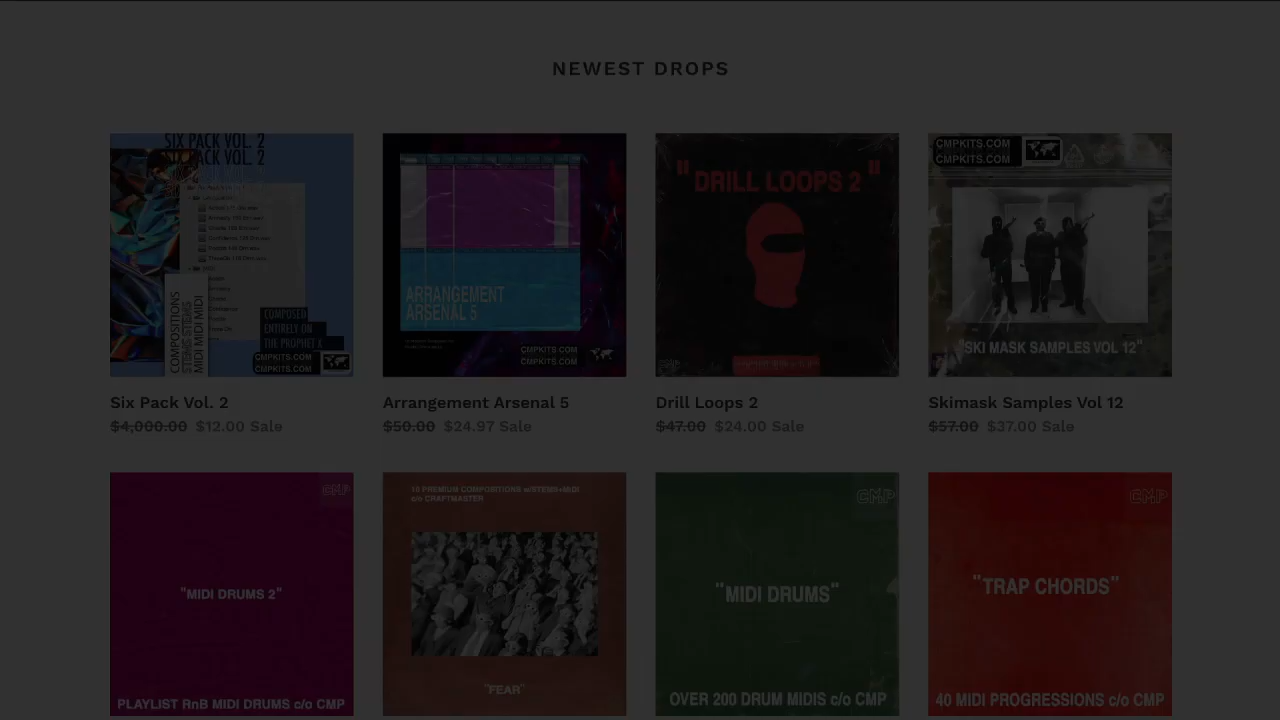 NEWEST DROPS
SIX PACK VOL. 2
SIX PACK VOL. 2
COMPOSITIONS
STEMS STEMS
MIDI MIDI MIDI
COMPOSED
ENTIRELY ON
THE PROPHET X
CMPKITS.COM
CMPKITS.COM
ARRANGEMENT
ARSENAL 5
CMPKITS.COM
CMPKITS.COM
"DRILL LOOPS 2"
CMPKITS.COM
CMPKITS.COM
"SKI MASK SAMPLES VOL 12"
Six Pack Vol. 2
$4,000.00 $12.00 Sale
Arrangement Arsenal 5
$50.00 $24.97 Sale
Drill Loops 2
$47.00 $24.00 Sale
Skimask Samples Vol 12
$57.00 $37.00 Sale
CMP
"MIDI DRUMS 2"
PLAYLIST RnB MIDI DRUMS c/o CMP
10 PREMIUM COMPOSITIONS w/STEMS+MIDI
c/o CRAFTMASTER
"FEAR"
CMP
"MIDI DRUMS"
OVER 200 DRUM MIDIS c/o CMP
CMP
"TRAP CHORDS"
40 MIDI PROGRESSIONS c/o CMP